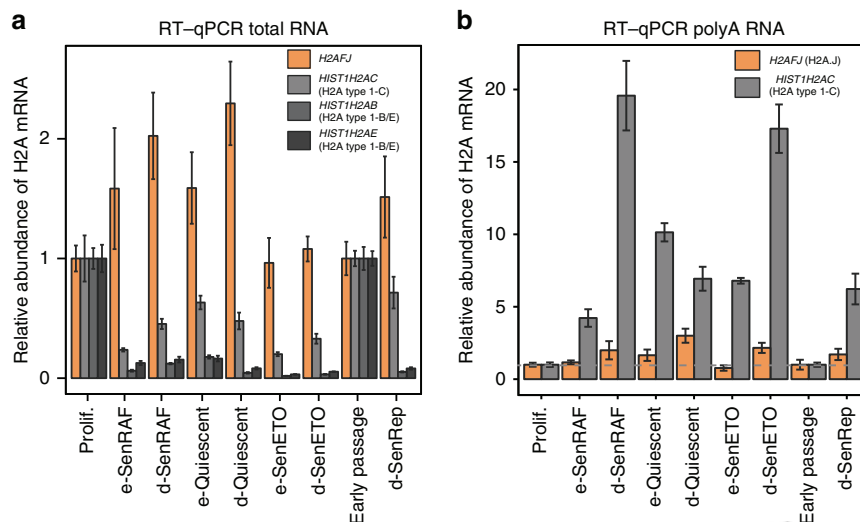 a
RT–qPCR total RNA
Relative abundance of H2A mRNA
2
1
0
H2AFJ
HIST1H2AC
(H2A type 1-C)
HIST1H2AB
(H2A type 1-B/E)
HIST1H2AE
(H2A type 1-B/E)
Prolif.
e-SenRAF
d-SenRAF
e-Quiescent
d-Quiescent
e-SenETO
d-SenETO
Early passage
d-SenRep
b
RT–qPCR polyA RNA
Relative abundance of H2A mRNA
20
15
10
5
0
H2AFJ (H2A.J)
HIST1H2AC
(H2A type 1-C)
Prolif.
e-SenRAF
d-SenRAF
e-Quiescent
d-Quiescent
e-SenETO
d-SenETO
Early passage
d-SenRep